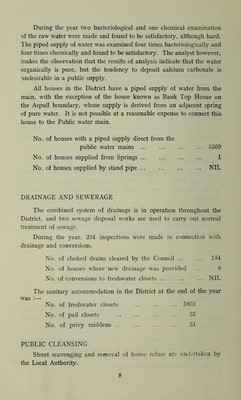 During the year two bacteriological and one chemical examination
of the raw water were made and found to be satisfactory, although hard.
The piped supply of water was examined four times bacteriologically and
four times chemically and found to be satisfactory. The analyst however,
makes the observation that the results of analysis indicate that the water
organically is pure, but the tendency to deposit calcium carbonate is
undesirable in a public supply.
All houses in the District have a piped supply of water from the
main, with the exception of the house known as Bank Top House on
the Aspull boundary, whose supply is derived from an adjacent spring
of pure water. It is not possible at a reasonable expense to connect this
house to the Public water main.
No. of houses with a piped supply direct from the
public water mains ... ... ... ... 5569
No. of houses supplied from Springs ... ... ... ... 1
No. of houses supplied by stand pipe ... ... ... ... NIL
DRAINAGE AND SEWERAGE
The combined system of drainage is in operation throughout the
District, and two sewage disposal works are used to carry out normal
treatment of sewage.
During the year, 294 inspections were made in connection with
drainage and conversions.
No. of choked drains cleared by the Council ... ... 184
No. of houses where new drainage was provided ... 8
No. of conversions to freshwater closets ... ... ... NIL
The sanitary accommodation in the District at the end of the year
was :—
No. of freshwater closets ... ... ... 5801
No. of pail closets ... ... ... 55
No. of privy middens ... ... ... 51
PUBLIC CLEANSING
Street scavenging and removal of house refuse are undertaken by
the Local Authority.
8